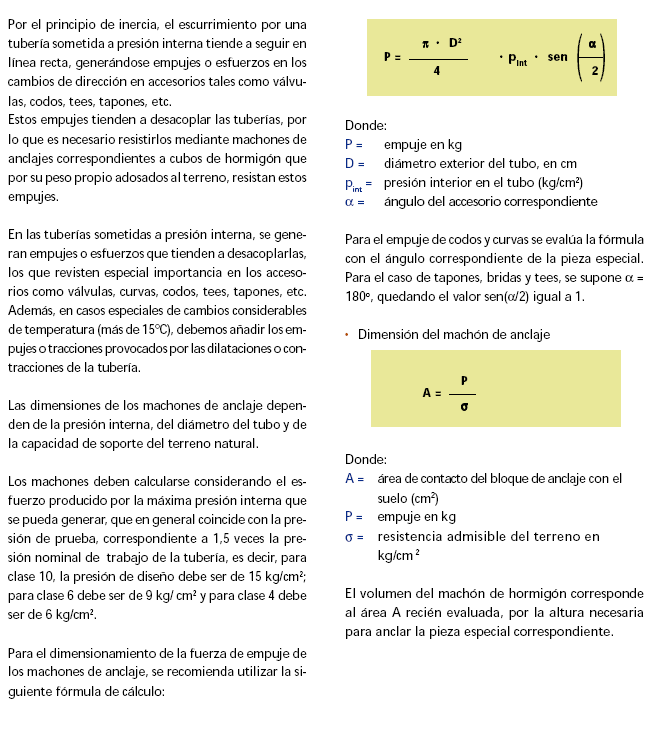 Por el principio de inercia, el escurrimiento por una
tubería sometida a presión interna tiende a seguir en
línea recta, generándose empujes o esfuerzos en los
cambios de dirección en accesorios tales como válvu-
las, codos, tees, tapones, etc.
Estos empujes tienden a desacoplar las tuberías, por
lo que es necesario resistirlos mediante machones de
anclajes correspondientes a cubos de hormigón que
por su peso propio adosados al terreno, resistan estos
empujes.
En las tuberías sometidas a presión interna, se gene-
ran empujes o esfuerzos que tienden a desacoplarlas,
los que revisten especial importancia en los acceso-
rios como válvulas, curvas, codos, tees, tapones, etc.
Además, en casos especiales de cambios considerables
de temperatura (más de 15ºC), debemos añadir los em-
pujes o tracciones provocados por las dilataciones o con-
tracciones de la tubería.
Las dimensiones de los machones de anclaje depen-
den de la presión interna, del diámetro del tubo y de
la capacidad de soporte del terreno natural.
Los machones deben calcularse considerando el es-
fuerzo producido por la máxima presión interna que
se pueda generar, que en general coincide con la pre-
sión de prueba, correspondiente a 1,5 veces la pre-
sión nominal de trabajo de la tubería, es decir, para
clase 10, la presión de diseño debe ser de 15 kg/cm²;
para clase 6 debe ser de 9 kg/ cm² y para clase 4 debe
ser de 6 kg/cm².
Para el dimensionamiento de la fuerza de empuje de
los machones de anclaje, se recomienda utilizar la si-
guiente fórmula de cálculo:
π · D²
P = · pint · sen ( α )
4 2
Donde:
P = empuje en kg
D = diámetro exterior del tubo, en cm
pint = presión interior en el tubo (kg/cm²)
α = ángulo del accesorio correspondiente
Para el empuje de codos y curvas se evalúa la fórmula
con el ángulo correspondiente de la pieza especial.
Para el caso de tapones, bridas y tees, se supone α =
180º, quedando el valor sen(α/2) igual a 1.
• Dimensión del machón de anclaje
P
A =
σ
Donde:
A = área de contacto del bloque de anclaje con el
suelo (cm²)
P = empuje en kg
σ = resistencia admisible del terreno en
kg/cm²
El volumen del machón de hormigón corresponde
al área A recién evaluada, por la altura necesaria
para anclar la pieza especial correspondiente.